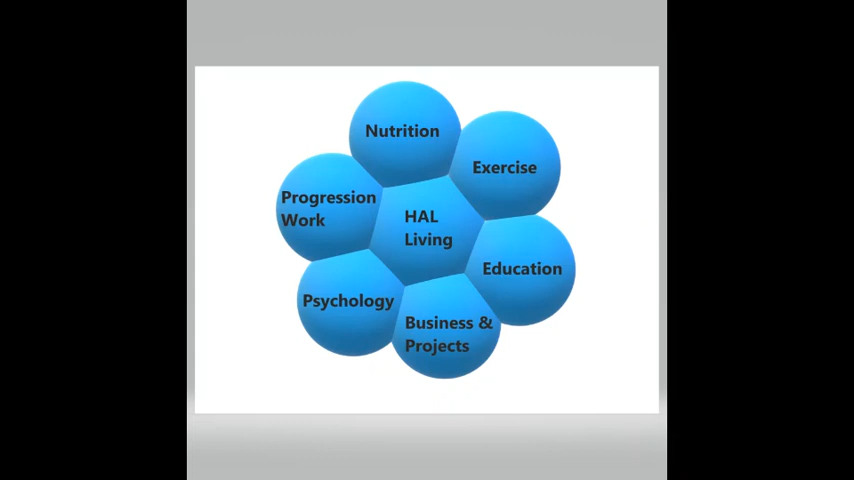 Nutrition
Exercise
Progression
Work
HAL
Living
Education
Psychology
Business &
Projects